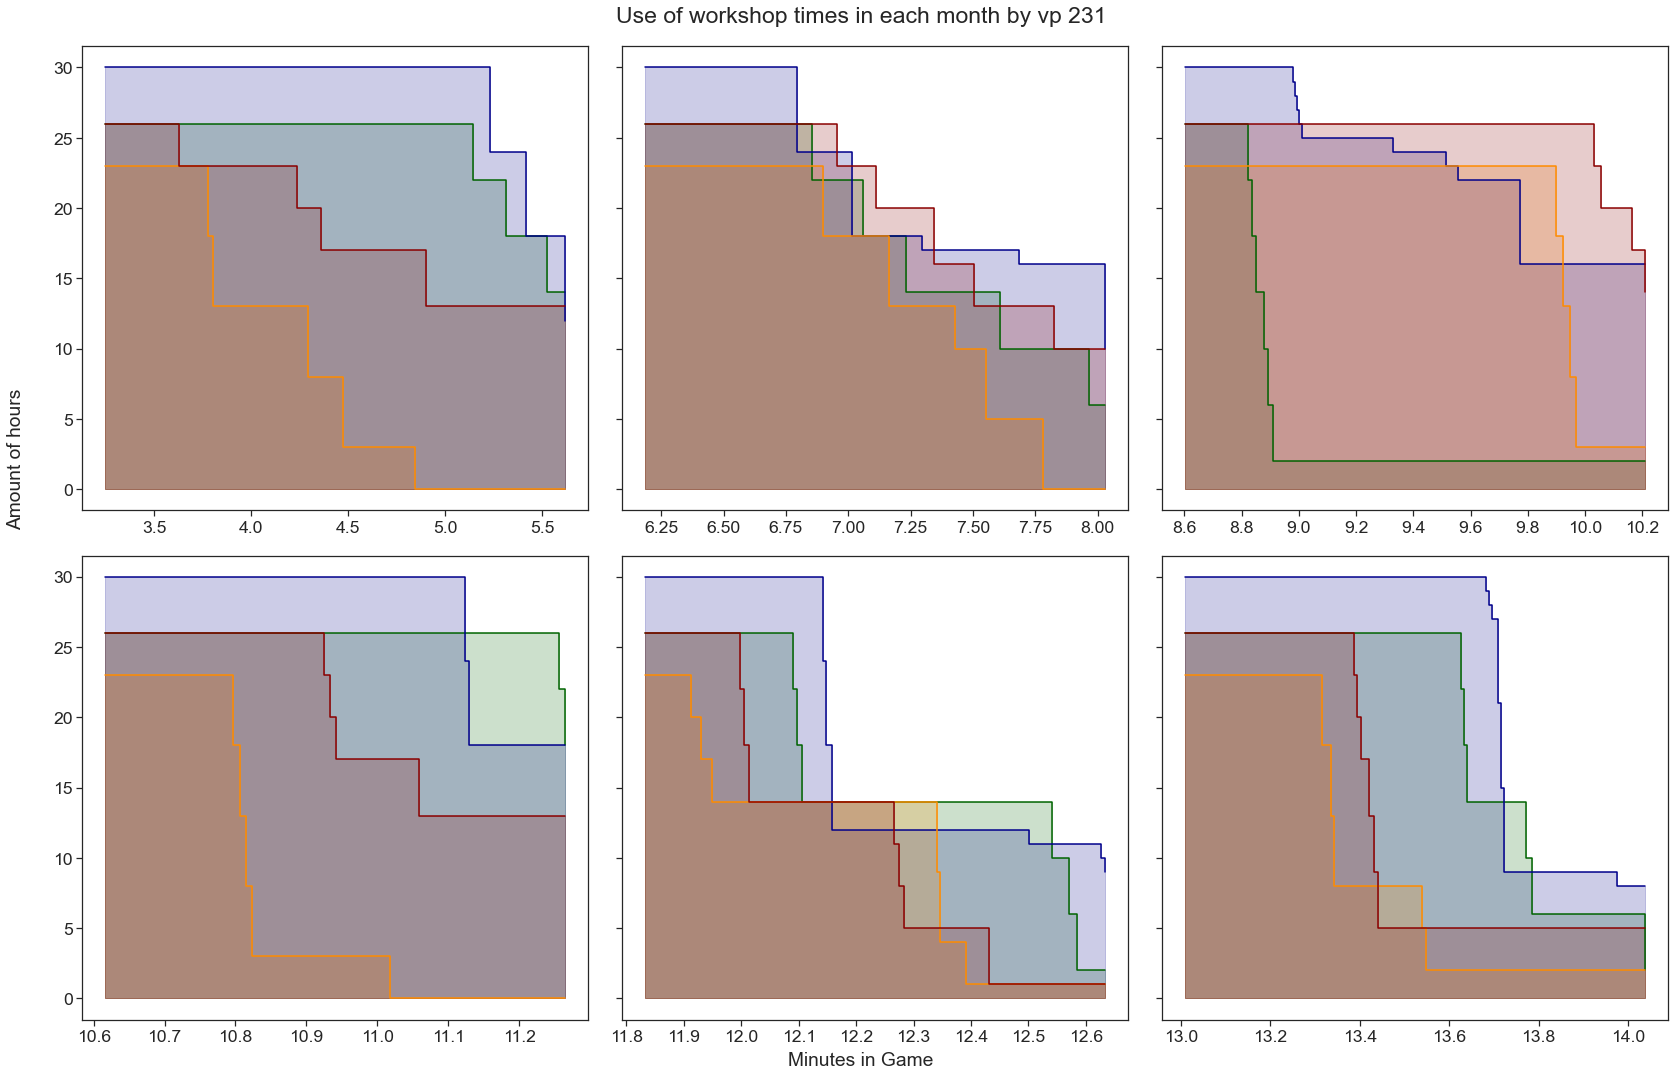 Use of workshop times in each month by vp 231
Amount of hours
30
25
20
15
10
5
0
3.5 4.0 4.5 5.0 5.5
6.25 6.50 6.75 7.00 7.25 7.50 7.75 8.00
8.6 8.8 9.0 9.2 9.4 9.6 9.8 10.0 10.2
30
25
20
15
10
5
0
10.6 10.7 10.8 10.9 11.0 11.1 11.2
11.8 11.9 12.0 12.1 12.2 12.3 12.4 12.5 12.6
13.0 13.2 13.4 13.6 13.8 14.0
Minutes in Game